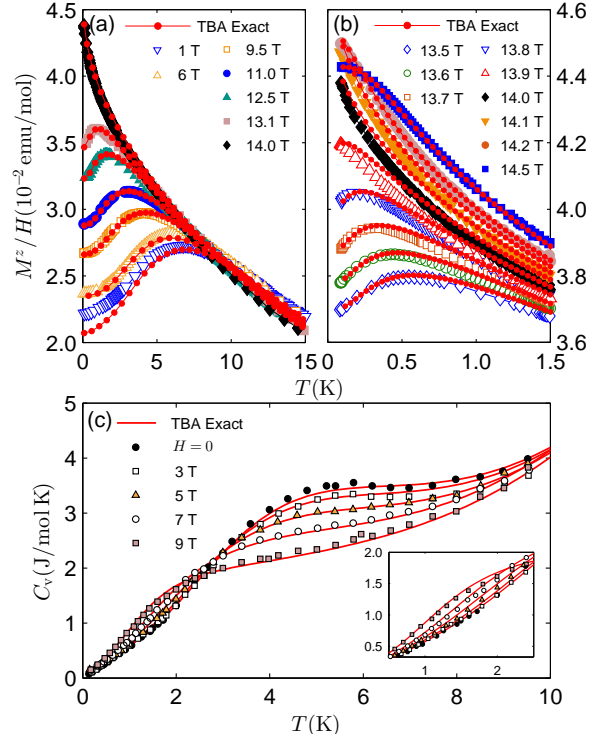 (a)
TBA Exact
1 T
6 T
9.5 T
11.0 T
12.5 T
13.1 T
14.0 T
4.5
4.0
3.5
3.0
2.5
2.0
M^z/H(10^−2 emu/mol)
0 5 10 15
(b)
TBA Exact
13.5 T
13.6 T
13.7 T
13.8 T
13.9 T
14.0 T
14.1 T
14.2 T
14.5 T
4.6
4.4
4.2
4.0
3.8
3.6
0.0 0.5 1.0 1.5
T(K)
(c)
TBA Exact
H=0
3 T
5 T
7 T
9 T
5
4
3
2
1
0
C_v(J/mol K)
2.0
1.5
1.0
0.5
1 2
0 2 4 6 8 10
T(K)